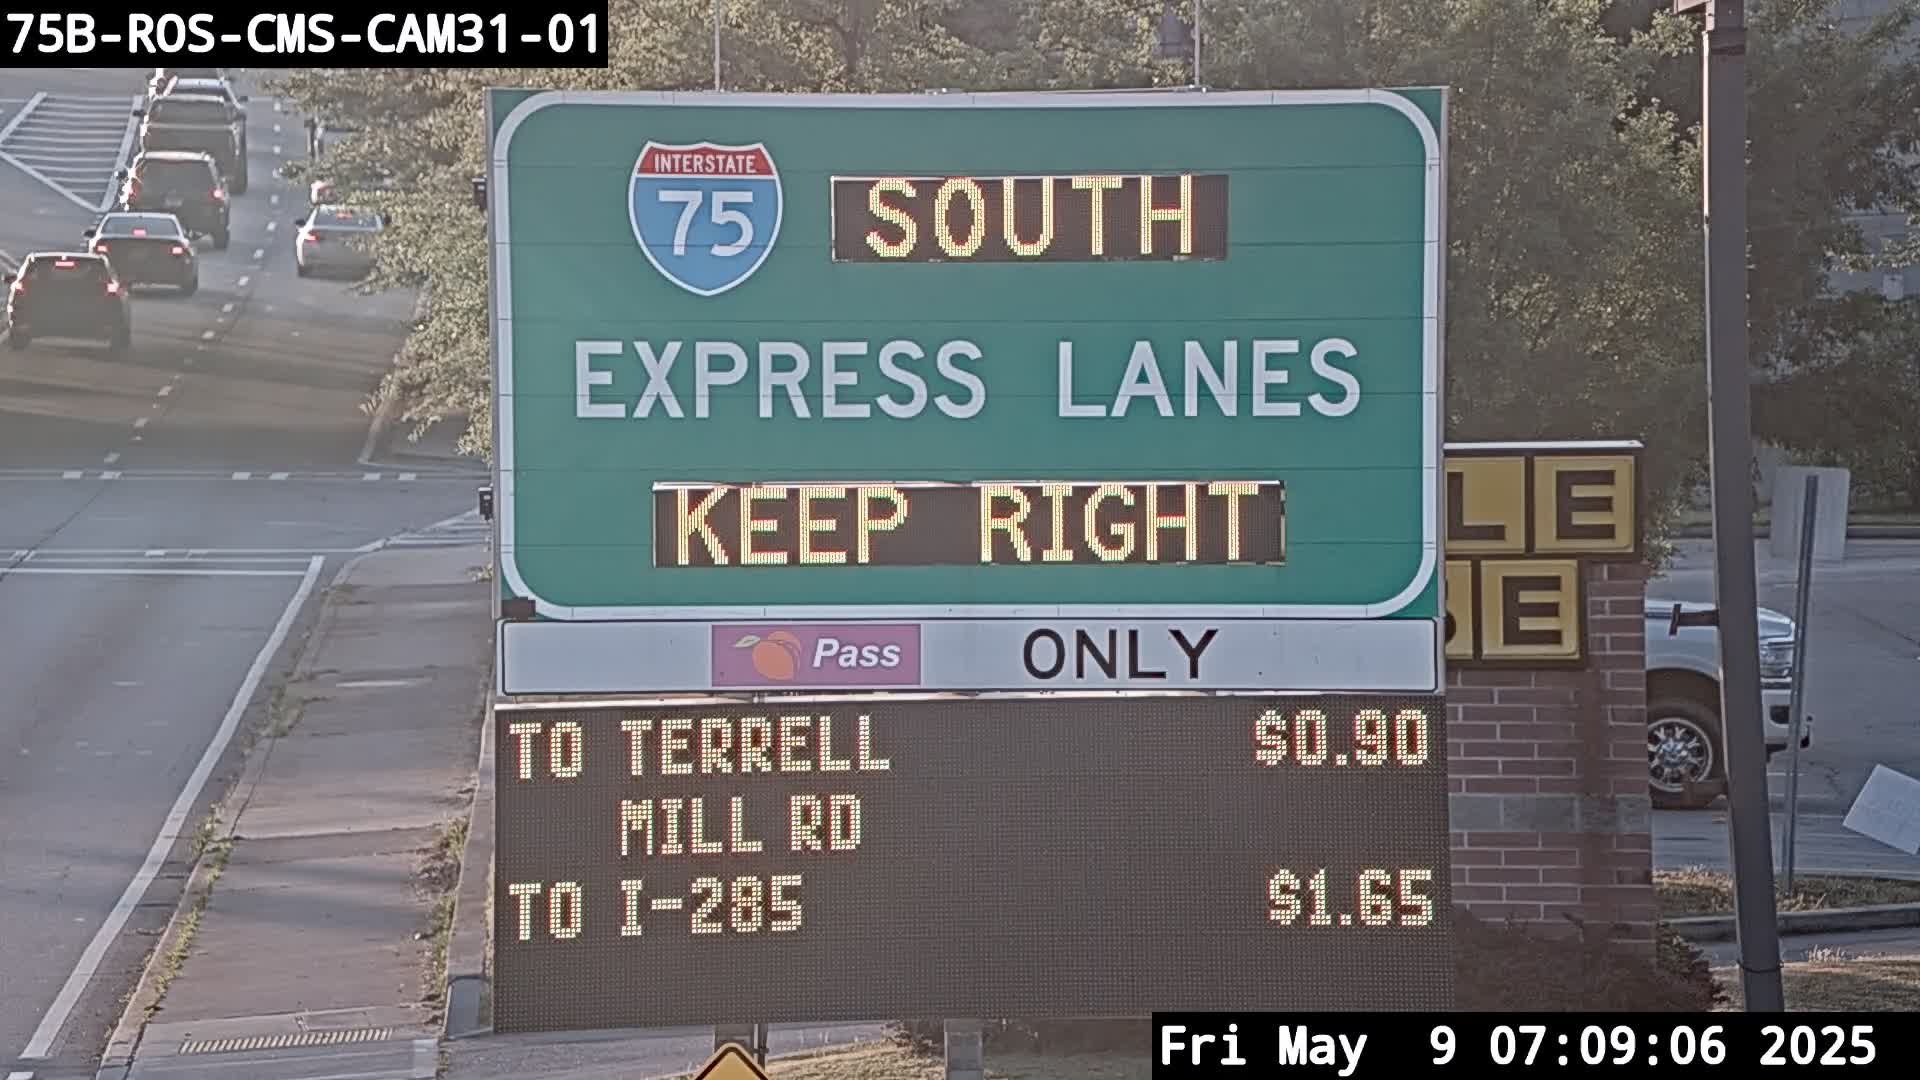 75B-ROS-CMS-CAM31-01
INTERSTATE
75
SOUTH
EXPRESS LANES
KEEP RIGHT
LE
E
Pass ONLY
TO TERRELL $0.90
MILL RD
TO I-285 $1.65
Fri May 9 07:09:06 2025